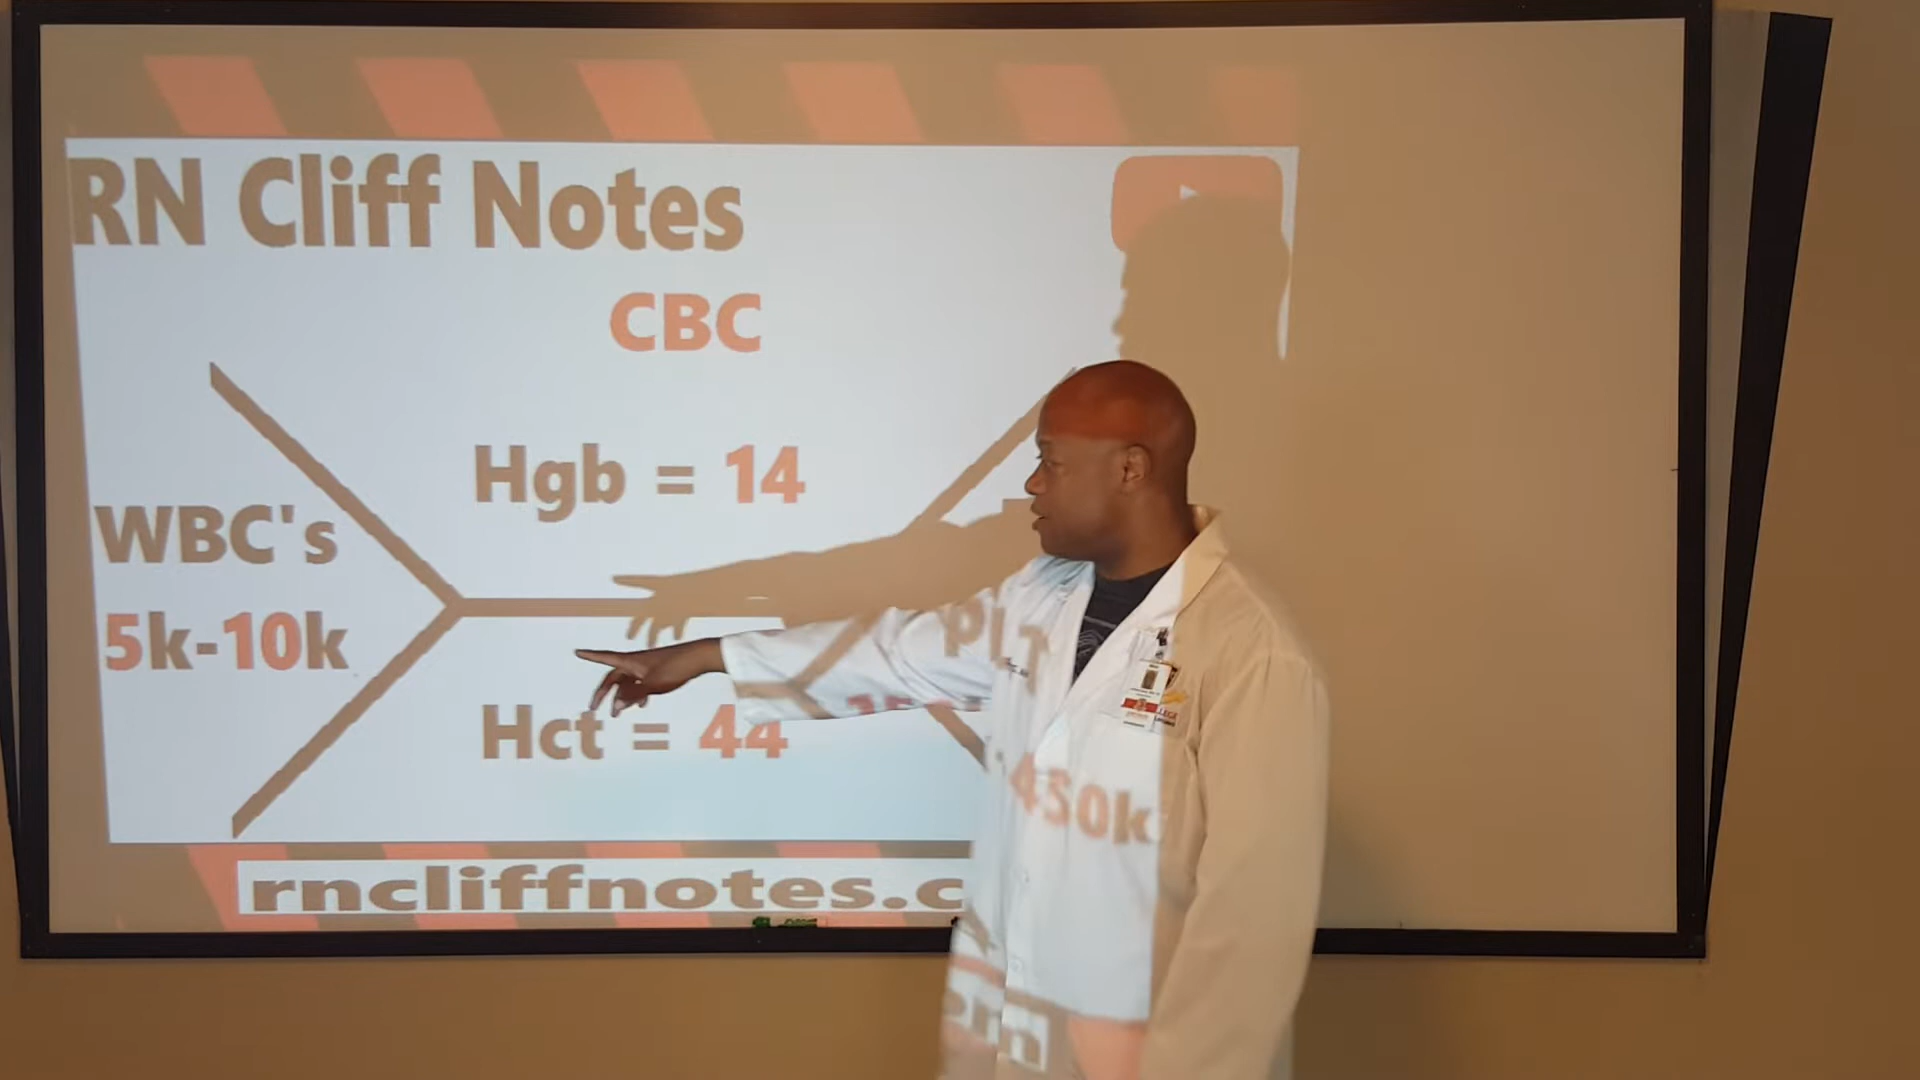 RN Cliff Notes
CBC
Hgb = 14
WBC's
5k-10k
PLT
Hct = 44
450k
rncliffnotes.c